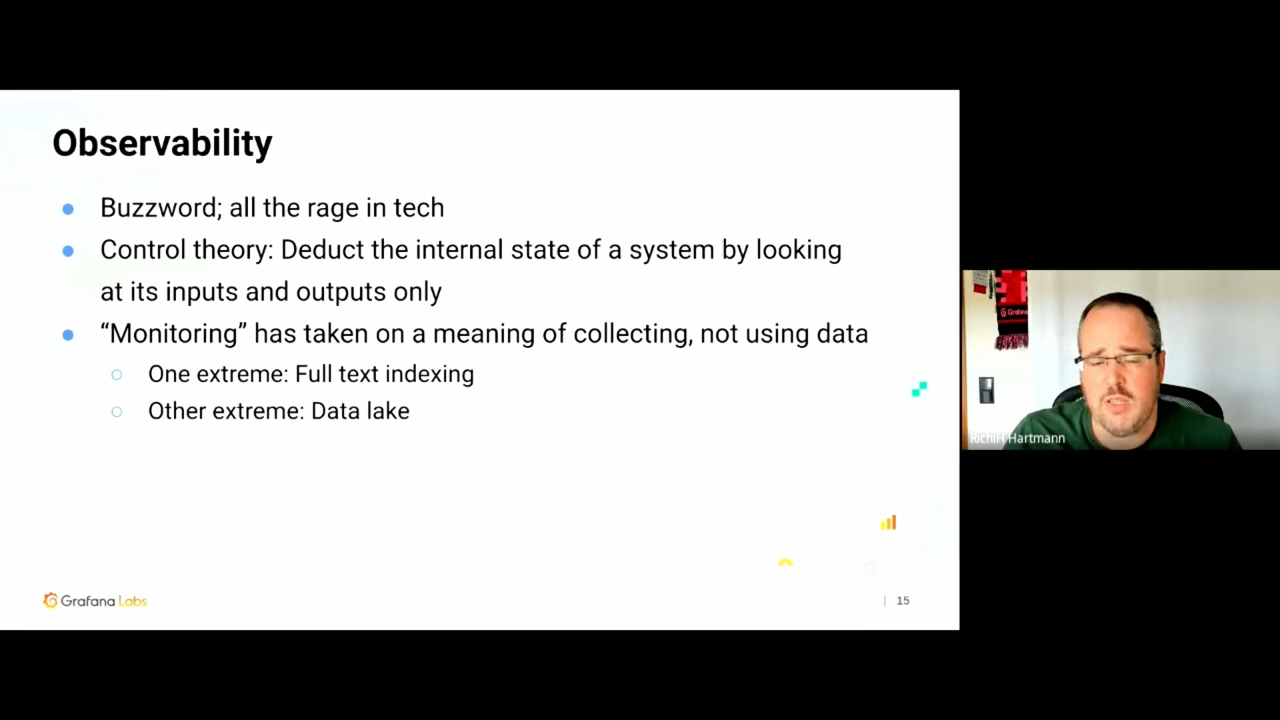 Observability
Buzzword; all the rage in tech
Control theory: Deduct the internal state of a system by looking
at its inputs and outputs only
“Monitoring” has taken on a meaning of collecting, not using data
One extreme: Full text indexing
Other extreme: Data lake
Grafana Labs
| 15
Grafana
RichiH Hartmann